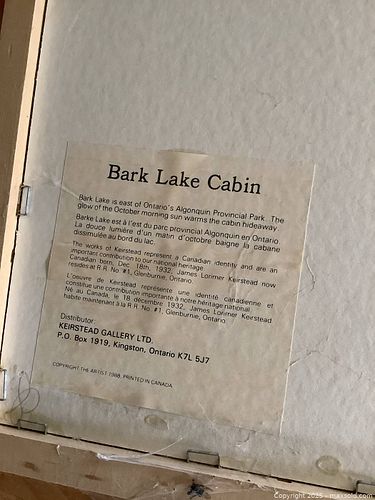 Bark Lake Cabin
Bark Lake is east of Ontario's Algonquin Provincial Park. The
glow of the October morning sun warms the cabin hideaway.
Barke Lake est à l'est du parc provincial Algonquin en Ontario.
La douce lumière d'un matin d'octobre baigne la cabane
dissimulée au bord du lac.
The works of Keirstead represent a Canadian identity and are an
important contribution to our national heritage.
Canadian born, Dec. 18th, 1932, James Lorimer Keirstead now
resides at R.R. No. #1, Glenburnie, Ontario.
L'oeuvre de Keirstead représente une identité canadienne et
constitue une contribution importante à notre héritage national.
Né au Canada, le 18 décembre 1932, James Lorimer Keirstead
habite maintenant à la R.R. No. #1, Glenburnie, Ontario.
Distributor:
KEIRSTEAD GALLERY LTD.
P.O. Box 1919, Kingston, Ontario K7L 5J7
COPYRIGHT THE ARTIST 1988, PRINTED IN CANADA
Copyright 2025 - maxsold.com